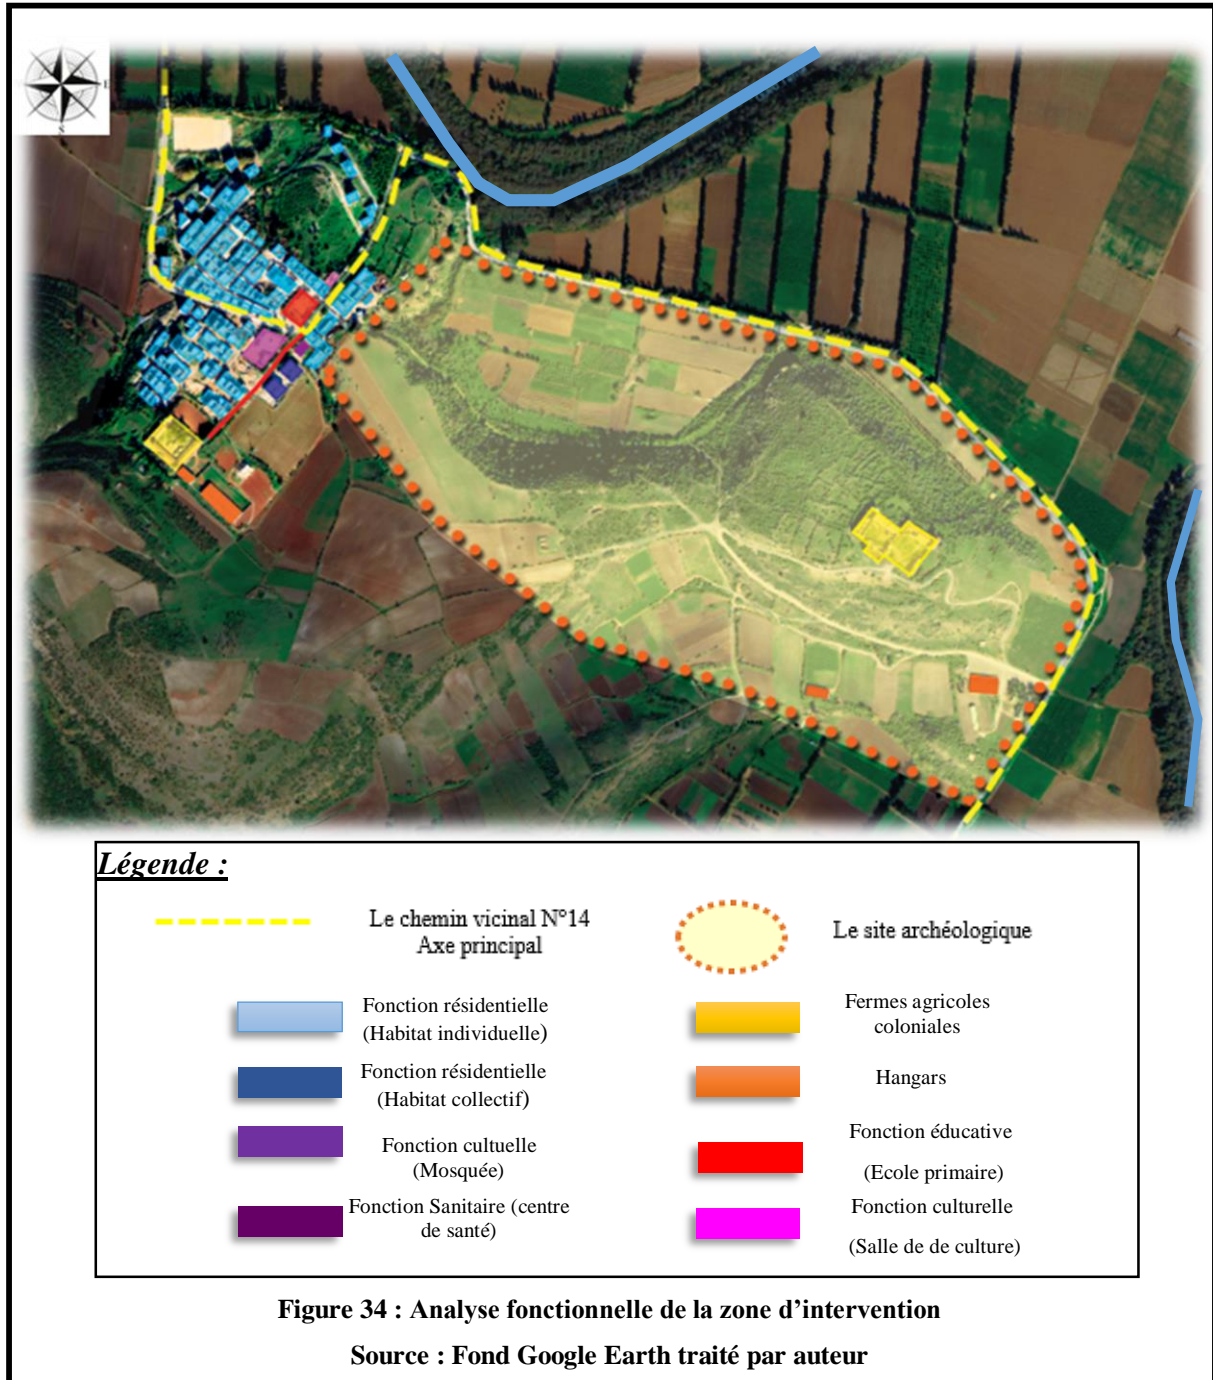 E
S
Légende :
Le chemin vicinal N°14
Axe principal
Le site archéologique
Fonction résidentielle
(Habitat individuelle)
Fermes agricoles
coloniales
Fonction résidentielle
(Habitat collectif)
Hangars
Fonction cultuelle
(Mosquée)
Fonction éducative
(Ecole primaire)
Fonction Sanitaire (centre
de santé)
Fonction culturelle
(Salle de de culture)
Figure 34 : Analyse fonctionnelle de la zone d’intervention
Source : Fond Google Earth traité par auteur